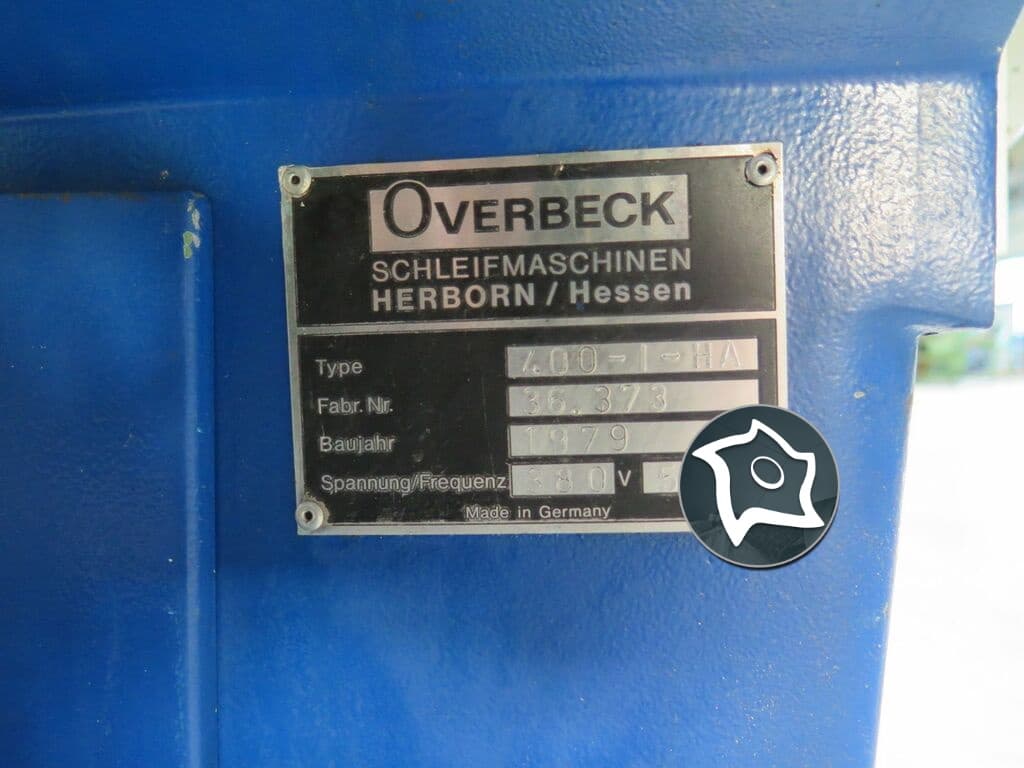 OVERBECK
SCHLEIFMASCHINEN
HERBORN / Hessen
Type 400-I-HA
Fabr. Nr. 36.373
Baujahr 1979
Spannung/Frequenz 380 V 5
Made in Germany